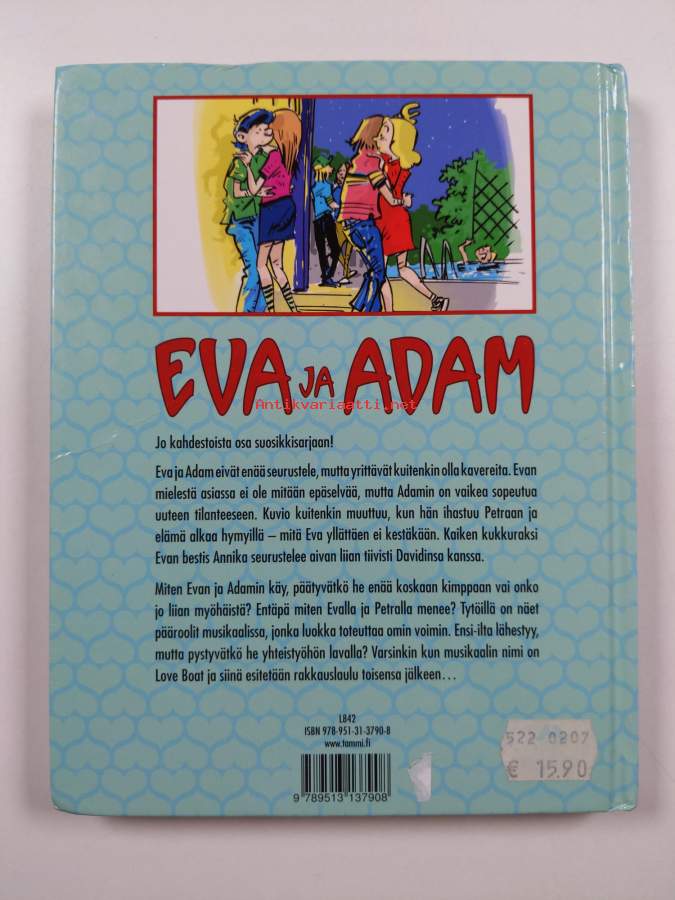 EVA JA ADAM
Antikvariaatti.net
Jo kahdestoista osa suosikkisarjaan!
Eva ja Adam eivät enää seurustele, mutta yrittävät kuitenkin olla kavereita. Evan
mielestä asiassa ei ole mitään epäselvää, mutta Adamin on vaikea sopeutua
uuteen tilanteeseen. Kuvio kuitenkin muuttuu, kun hän ihastuu Petraan ja
elämä alkaa hymyillä – mitä Eva yllättäen ei kestäkään. Kaiken kukkuraksi
Evan bestis Annika seurustelee aivan liian tiivisti Davidinsa kanssa.
Miten Evan ja Adamin käy, päätyvätkö he enää koskaan kimppaan vai onko
jo liian myöhäistä? Entäpä miten Evalla ja Petralla menee? Tytöillä on näet
pääroolit musikaalissa, jonka luokka toteuttaa omin voimin. Ensi-ilta lähestyy,
mutta pystyvätkö he yhteistyöhön lavalla? Varsinkin kun musikaalin nimi on
Love Boat ja siinä esitetään rakkauslaulu toisensa jälkeen…
L842
ISBN 978-951-31-3790-8
www.tammi.fi
9 789513 137908
522 0207
€ 15.90